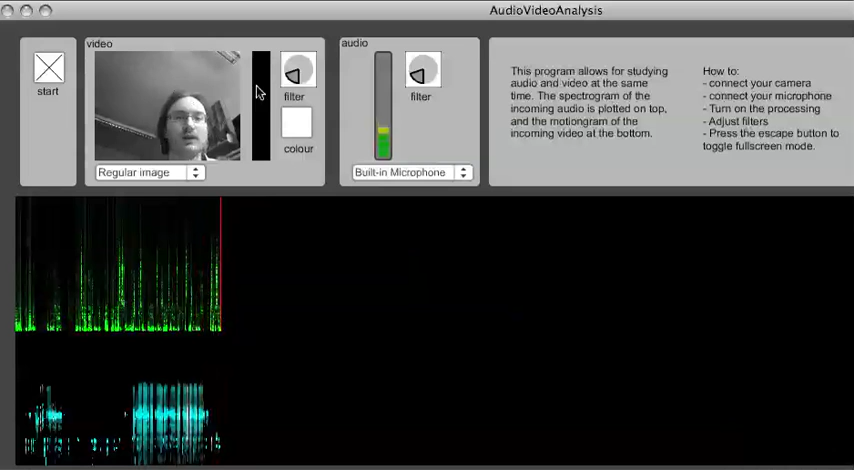 AudioVideoAnalysis
start
video
filter
colour
Regular image
audio
filter
Built-in Microphone
This program allows for studying
audio and video at the same
time. The spectrogram of the
incoming audio is plotted on top,
and the motiongram of the
incoming video at the bottom.
How to:
- connect your camera
- connect your microphone
- Turn on the processing
- Adjust filters
- Press the escape button to
toggle fullscreen mode.